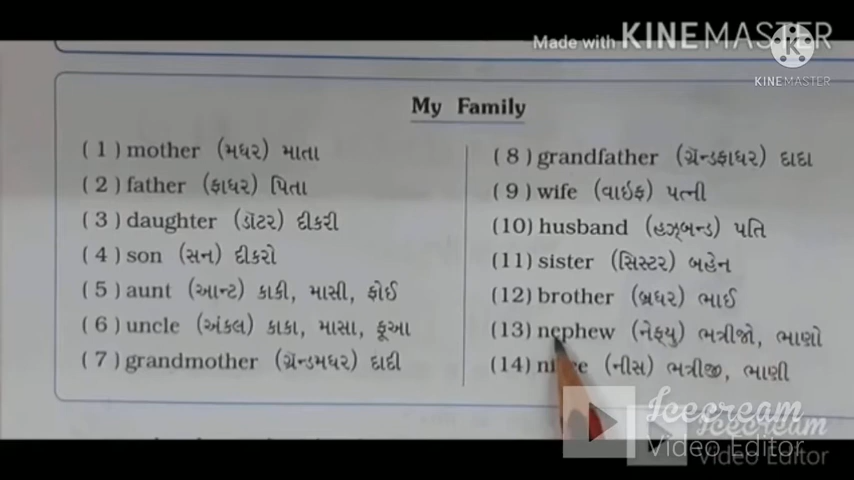 Made with KINEMASTER
KINEMASTER
My Family
( 1 ) mother (મધર) માતા
( 2 ) father (ફાધર) પિતા
( 3 ) daughter (ડૉટર) દીકરી
( 4 ) son (સન) દીકરો
( 5 ) aunt (આન્ટ) કાકી, માસી, ફોઈ
( 6 ) uncle (અંકલ) કાકા, માસા, ફૂઆ
( 7 ) grandmother (ગ્રૅન્ડમધર) દાદી
( 8 ) grandfather (ગ્રૅન્ડફાધર) દાદા
( 9 ) wife (વાઇફ) પત્ની
(10) husband (હઝ્બન્ડ) પતિ
(11) sister (સિસ્ટર) બહેન
(12) brother (બ્રધર) ભાઈ
(13) nephew (નેફ્યુ) ભત્રીજો, ભાણો
(14) (નીસ) ભત્રીજી, ભાણી
Icecream
Video Editor
Icecream
Video Editor